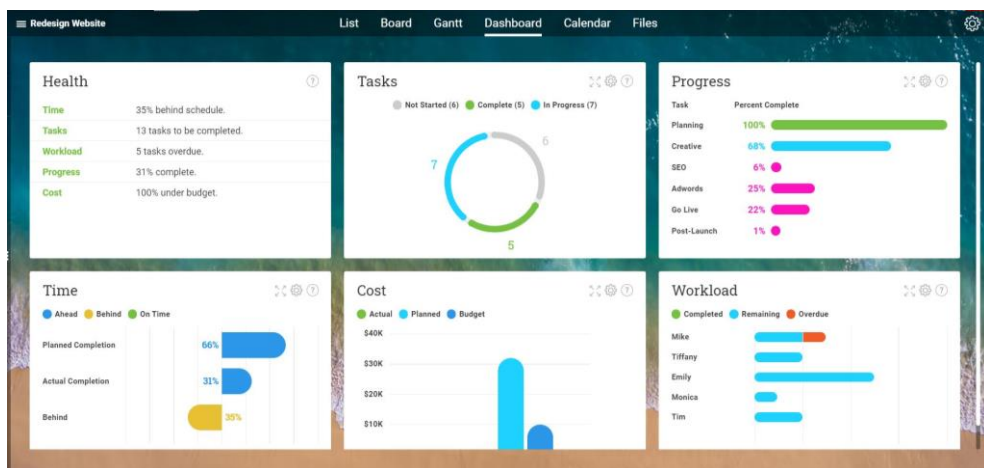 Redesign Website
List Board Gantt Dashboard Calendar Files
Health
Time 35% behind schedule.
Tasks 13 tasks to be completed.
Workload 5 tasks overdue.
Progress 31% complete.
Cost 100% under budget.
Tasks
Not Started (6) Complete (5) In Progress (7)
6
7
5
Progress
Task Percent Complete
Planning 100%
Creative 68%
SEO 6%
Adwords 25%
Go Live 22%
Post-Launch 1%
Time
Ahead Behind On Time
Planned Completion 66%
Actual Completion 31%
Behind 35%
Cost
Actual Planned Budget
$40K
$30K
$20K
$10K
Workload
Completed Remaining Overdue
Mike
Tiffany
Emily
Monica
Tim